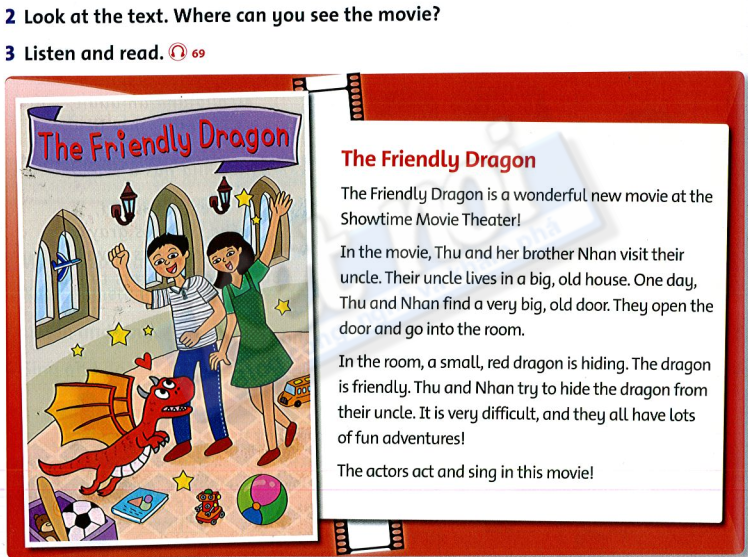 2 Look at the text. Where can you see the movie?
3 Listen and read. 69
The Friendly Dragon
The Friendly Dragon
The Friendly Dragon is a wonderful new movie at the
Showtime Movie Theater!
In the movie, Thu and her brother Nhan visit their
uncle. Their uncle lives in a big, old house. One day,
Thu and Nhan find a very big, old door. They open the
door and go into the room.
In the room, a small, red dragon is hiding. The dragon
is friendly. Thu and Nhan try to hide the dragon from
their uncle. It is very difficult, and they all have lots
of fun adventures!
The actors act and sing in this movie!